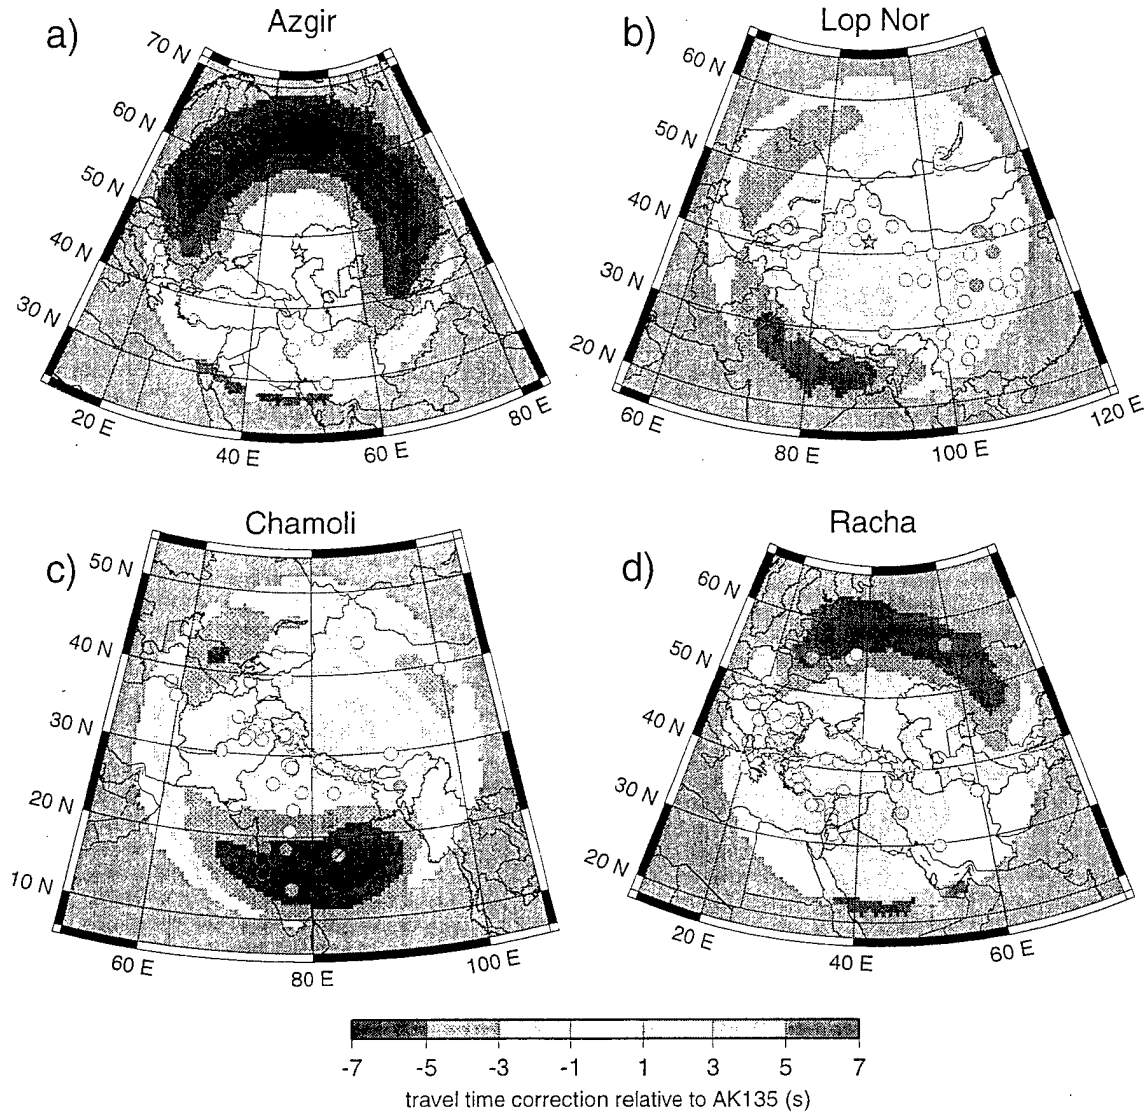 a)
Azgir
70 N
60 N
50 N
40 N
30 N
20 E
40 E
60 E
80 E
b)
Lop Nor
60 N
50 N
40 N
30 N
20 N
60 E
80 E
100 E
120 E
c)
Chamoli
50 N
40 N
30 N
20 N
10 N
60 E
80 E
100 E
d)
Racha
60 N
50 N
40 N
30 N
20 N
20 E
40 E
60 E
-7 -5 -3 -1 1 3 5 7
travel time correction relative to AK135 (s)